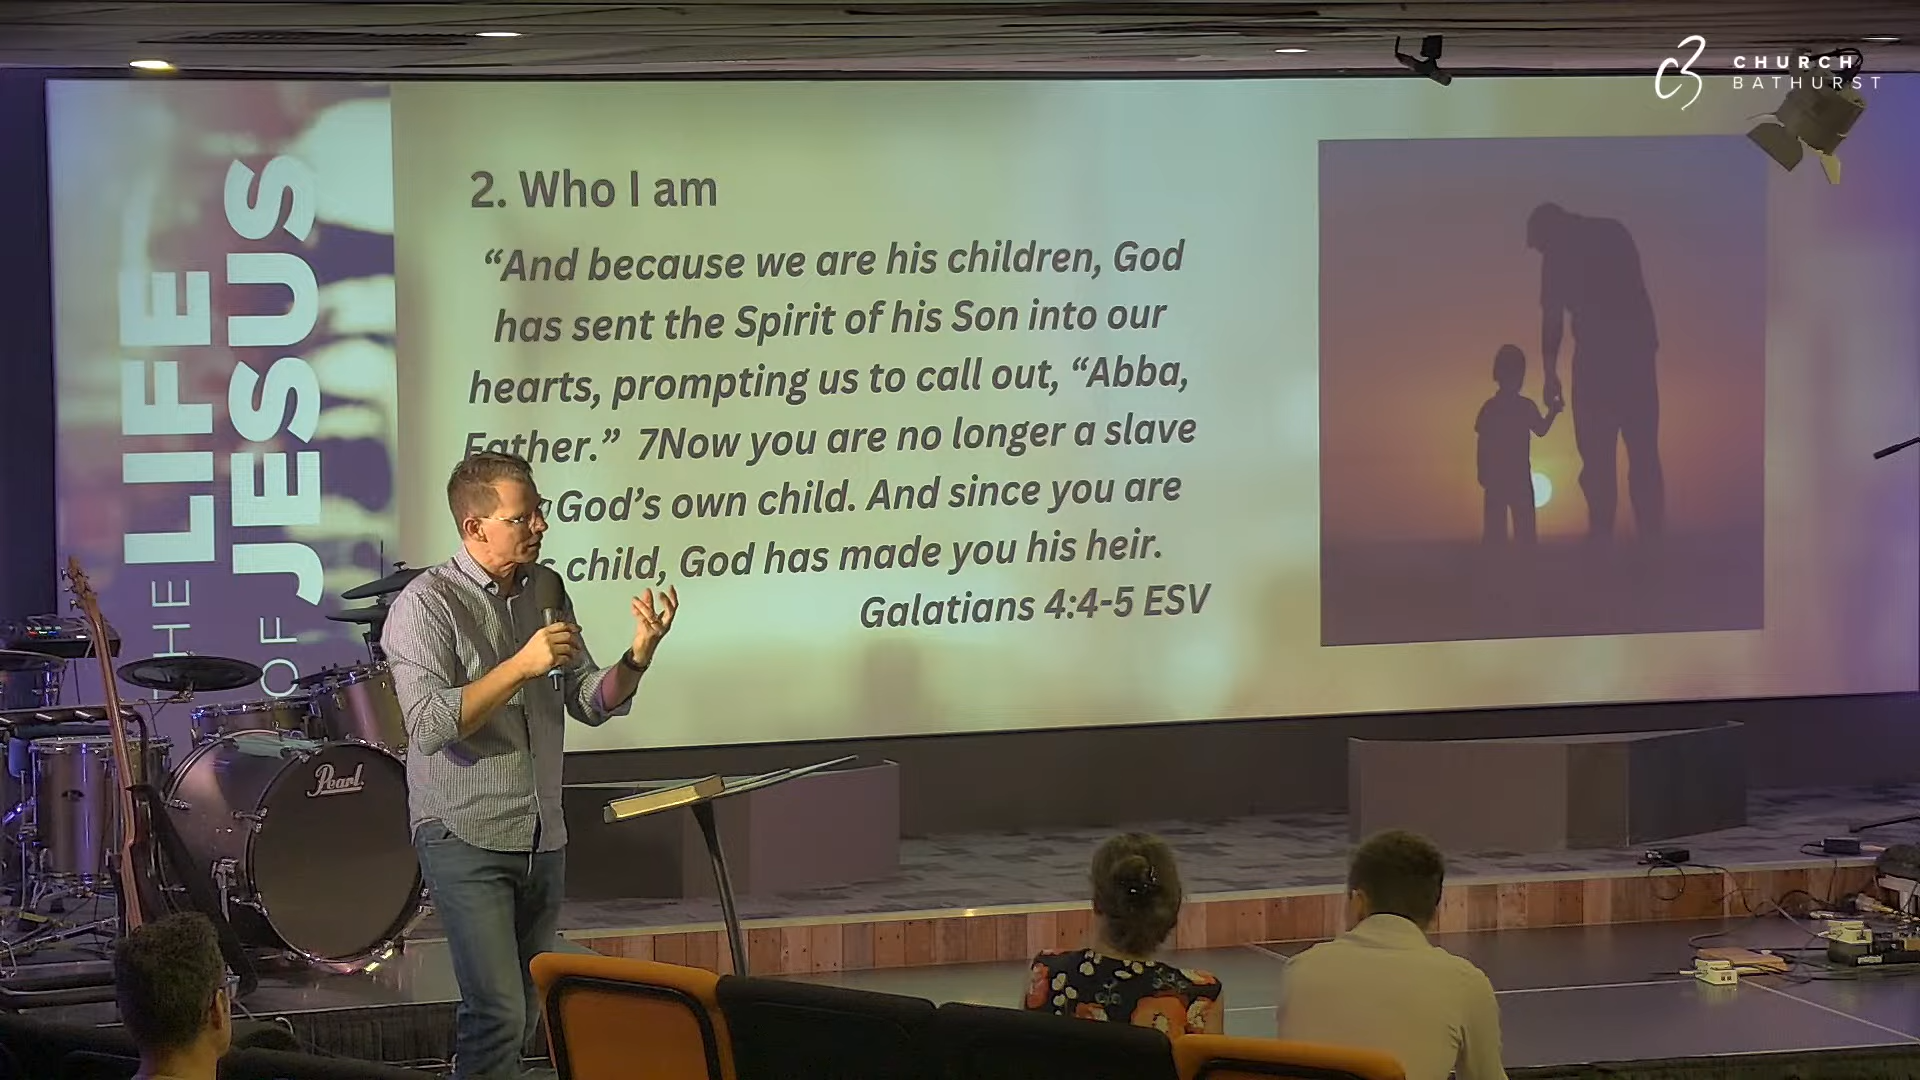 CHURCH
BATHURST
THE LIFE
OF JESUS
2. Who I am
“And because we are his children, God
has sent the Spirit of his Son into our
hearts, prompting us to call out, “Abba,
Father.” 7Now you are no longer a slave
God’s own child. And since you are
child, God has made you his heir.
Galatians 4:4-5 ESV
Pearl